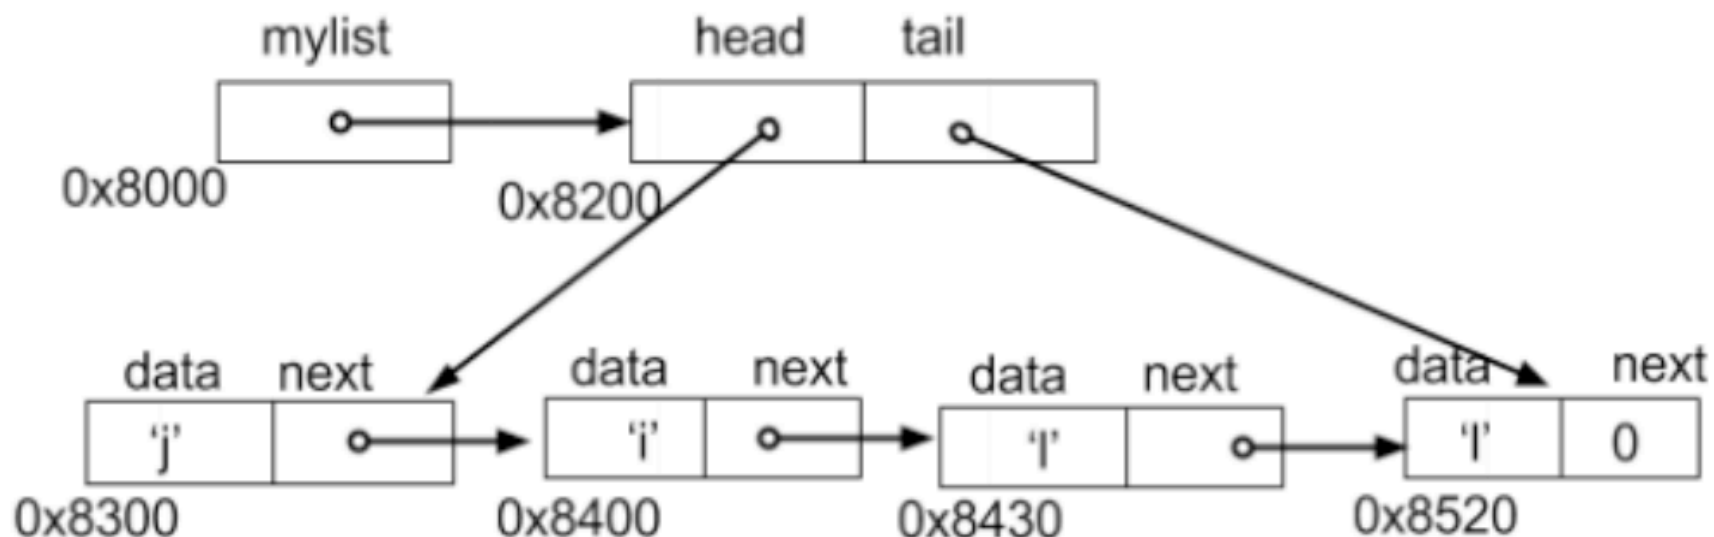 mylist head tail
0x8000 0x8200
data next data next data next data next
‘j’ ‘i’ ‘l’ ‘l’ 0
0x8300 0x8400 0x8430 0x8520